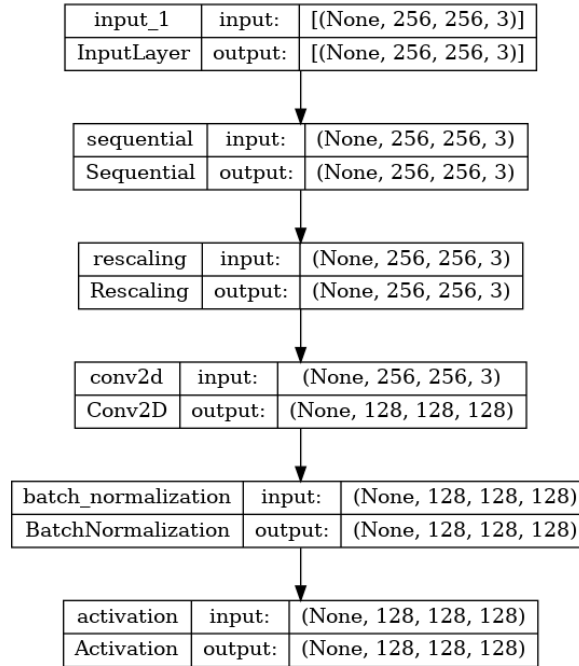 input_1 input: [(None, 256, 256, 3)]
InputLayer output: [(None, 256, 256, 3)]
sequential input: (None, 256, 256, 3)
Sequential output: (None, 256, 256, 3)
rescaling input: (None, 256, 256, 3)
Rescaling output: (None, 256, 256, 3)
conv2d input: (None, 256, 256, 3)
Conv2D output: (None, 128, 128, 128)
batch_normalization input: (None, 128, 128, 128)
BatchNormalization output: (None, 128, 128, 128)
activation input: (None, 128, 128, 128)
Activation output: (None, 128, 128, 128)